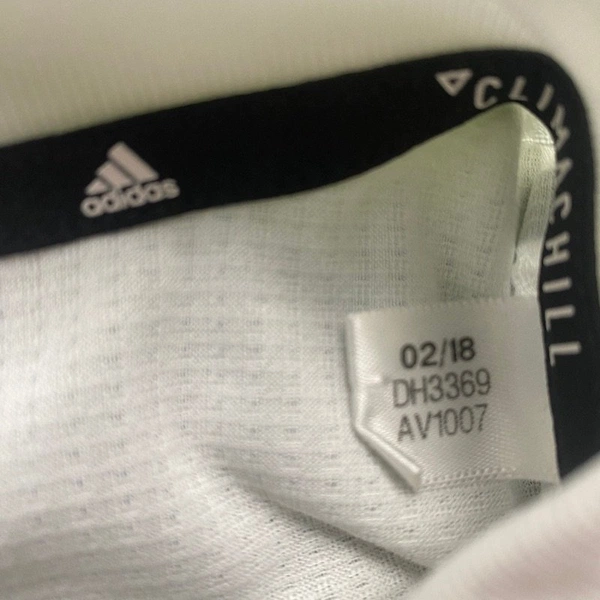 adidas
CLIMACHILL
02/18
DH3369
AV1007